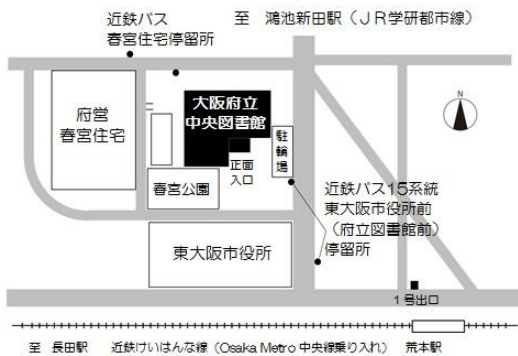 近鉄バス
春宮住宅停留所
至 鴻池新田駅(JR学研都市線)
府営
春宮住宅
大阪府立
中央図書館
正面
入口
駐輪場
N
春宮公園
近鉄バス15系統
東大阪市役所前
(府立図書館前)
停留所
東大阪市役所
1号出口
至 長田駅 近鉄けいはんな線(Osaka Metro 中央線乗り入れ) 荒本駅